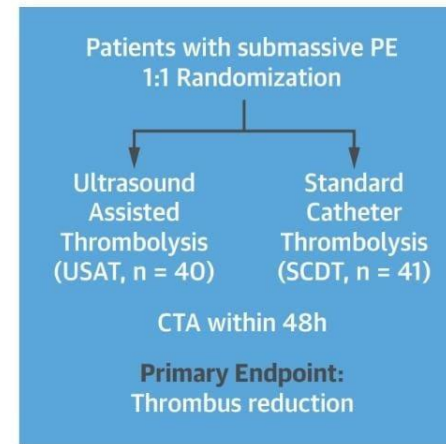 Patients with submassive PE
1:1 Randomization
Ultrasound
Assisted
Thrombolysis
(USAT, n = 40)
Standard
Catheter
Thrombolysis
(SCDT, n = 41)
CTA within 48h
Primary Endpoint:
Thrombus reduction